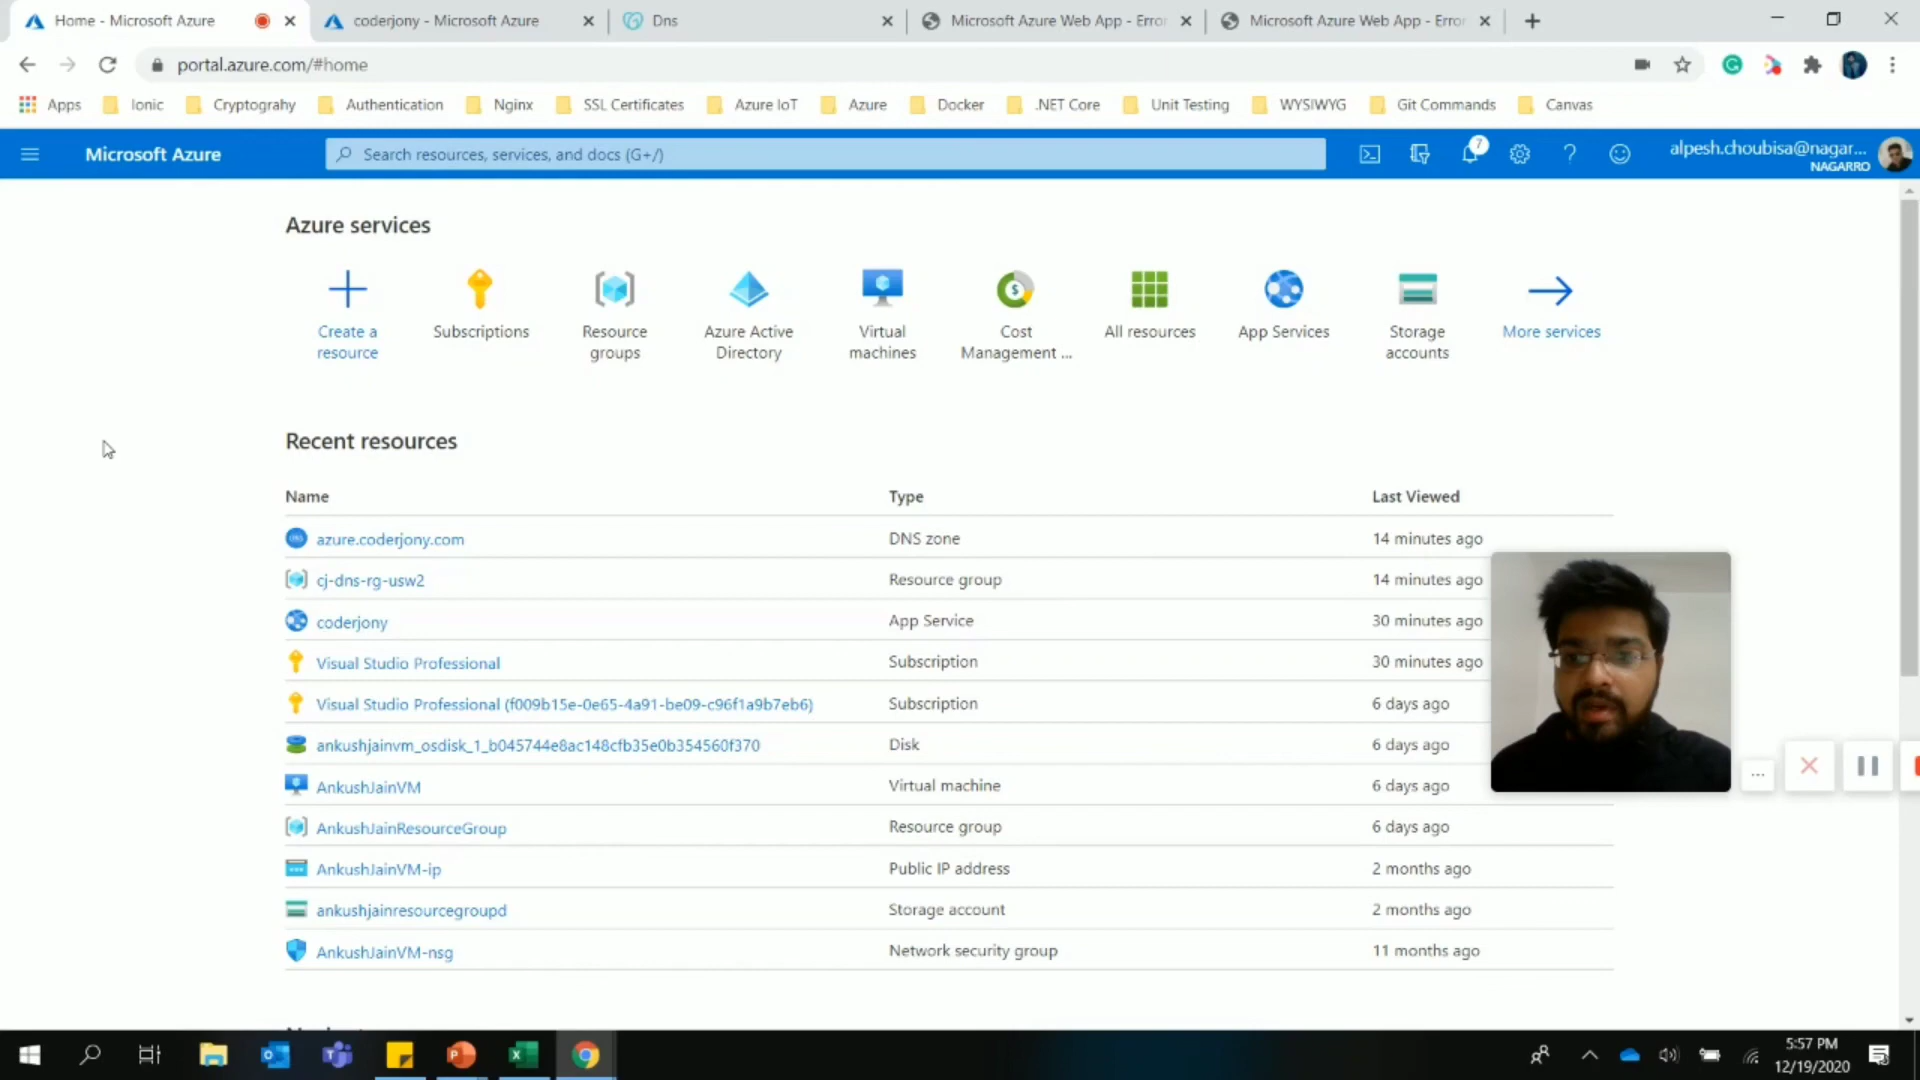 Home - Microsoft Azure
coderjony - Microsoft Azure
Dns
Microsoft Azure Web App - Error
Microsoft Azure Web App - Error
portal.azure.com/#home
Apps
Ionic
Cryptograhy
Authentication
Nginx
SSL Certificates
Azure IoT
Azure
Docker
.NET Core
Unit Testing
WYSIWYG
Git Commands
Canvas
Microsoft Azure
Search resources, services, and docs (G+/)
7
alpesh.choubisa@nagar...
NAGARRO
Azure services
Create a
resource
Subscriptions
Resource
groups
Azure Active
Directory
Virtual
machines
Cost
Management ...
All resources
App Services
Storage
accounts
More services
Recent resources
Name Type Last Viewed
azure.coderjony.com DNS zone 14 minutes ago
cj-dns-rg-usw2 Resource group 14 minutes ago
coderjony App Service 30 minutes ago
Visual Studio Professional Subscription 30 minutes ago
Visual Studio Professional (f009b15e-0e65-4a91-be09-c96f1a9b7eb6) Subscription 6 days ago
ankushjainvm_osdisk_1_b045744e8ac148cfb35e0b354560f370 Disk 6 days ago
AnkushJainVM Virtual machine 6 days ago
AnkushJainResourceGroup Resource group 6 days ago
AnkushJainVM-ip Public IP address 2 months ago
ankushjainresourcegroupd Storage account 2 months ago
AnkushJainVM-nsg Network security group 11 months ago
5:57 PM
12/19/2020